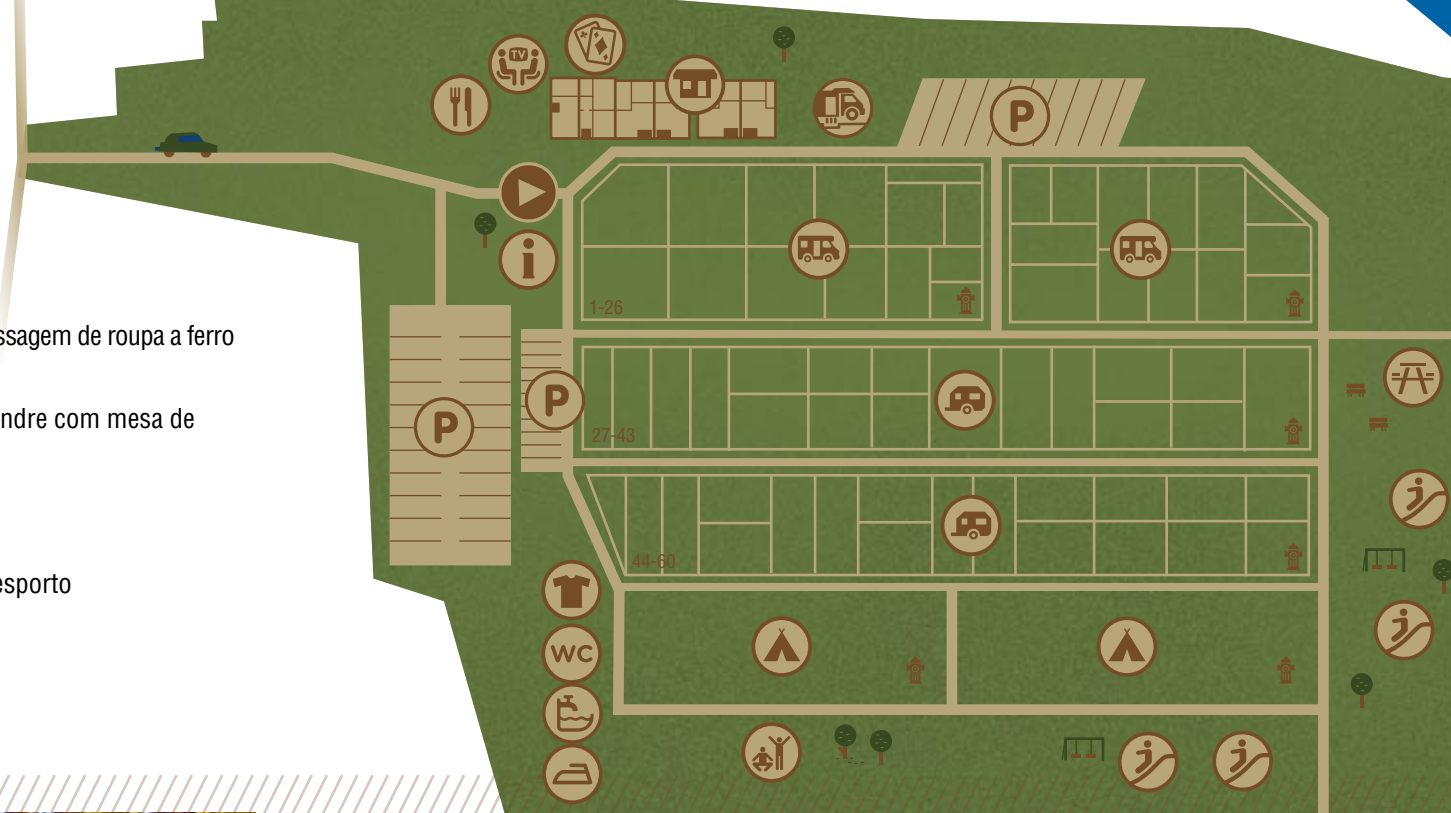 TV
P
i
1-26
ssagem de roupa a ferro
P
P
ndre com mesa de
27-43
44-60
esporto
WC